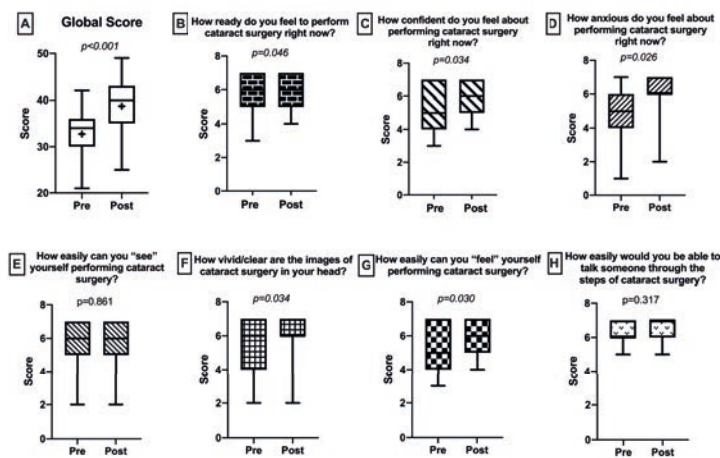 A Global Score
p<0.001
Score
50
40
30
20
Pre Post
B How ready do you feel to perform
cataract surgery right now?
p=0.046
Score
8
6
4
2
0
Pre Post
C How confident do you feel about
performing cataract surgery
right now?
p=0.034
Score
8
6
4
2
0
Pre Post
D How anxious do you feel about
performing cataract surgery
right now?
p=0.026
Score
8
6
4
2
0
Pre Post
E How easily can you “see”
yourself performing cataract
surgery?
p=0.861
Score
8
6
4
2
0
Pre Post
F How vivid/clear are the images of
cataract surgery in your head?
p=0.034
Score
8
6
4
2
0
Pre Post
G How easily can you “feel” yourself
performing cataract surgery?
p=0.030
Score
8
6
4
2
0
Pre Post
H How easily would you be able to
talk someone through the
steps of cataract surgery?
p=0.317
Score
8
6
4
2
0
Pre Post